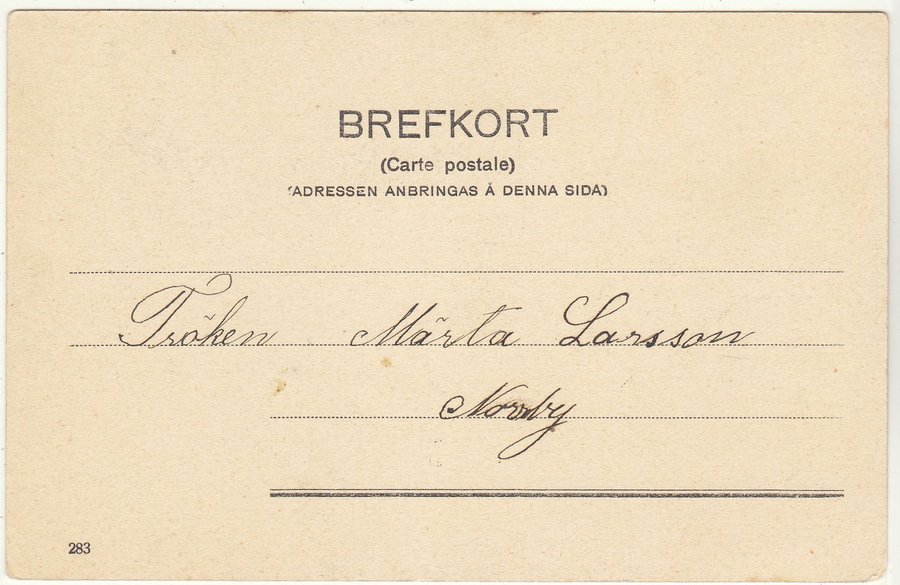 BREFKORT
(Carte postale)
(ADRESSEN ANBRINGAS Å DENNA SIDA)
Fröken Märta Larsson
Norrby
283